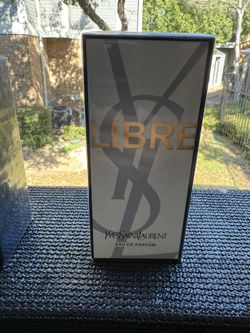 LIBRE
YVESSAINTLAURENT
EAU DE PARFUM